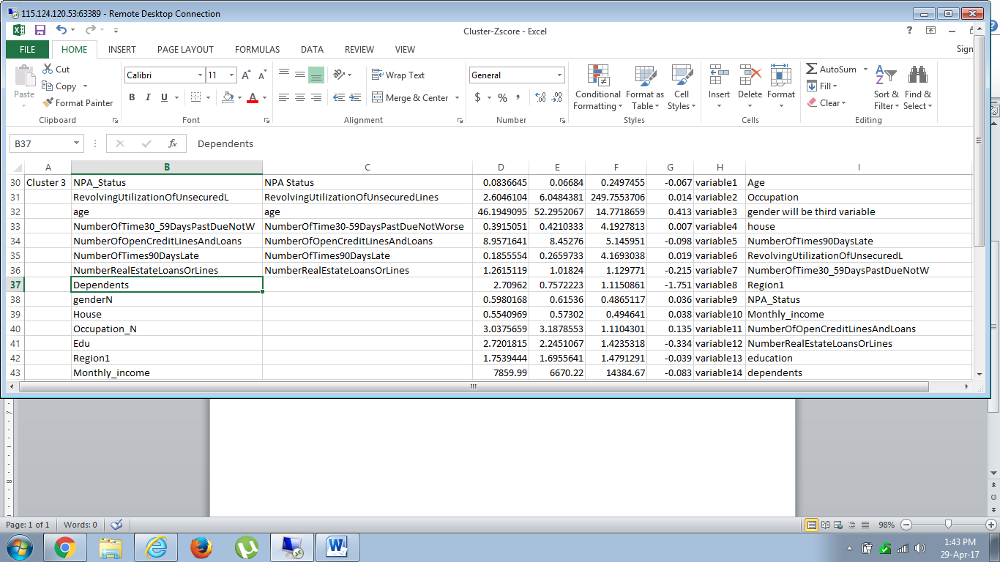 115.124.120.53:63389 - Remote Desktop Connection
Cluster-Zscore - Excel
?
FILE HOME INSERT PAGE LAYOUT FORMULAS DATA REVIEW VIEW Sign
Paste Cut
Copy
Format Painter
Clipboard
Calibri 11
B I U
Font
Wrap Text
Merge & Center
Alignment
General
$ % ,
Number
Conditional Formatting
Format as Table
Cell Styles
Styles
Insert Delete Format
Cells
AutoSum
Fill
Clear
Sort & Filter
Find & Select
Editing
B37 fx Dependents
A B C D E F G H I
30 Cluster 3 NPA_Status NPA Status 0.0836645 0.06684 0.2497455 -0.067 variable1 Age
31 RevolvingUtilizationOfUnsecuredL RevolvingUtilizationOfUnsecuredLines 2.6046104 6.0484381 249.7553706 0.014 variable2 Occupation
32 age age 46.1949095 52.2952067 14.7718659 0.413 variable3 gender will be third variable
33 NumberOfTime30_59DaysPastDueNotW NumberOfTime30-59DaysPastDueNotWorse 0.3915051 0.4210333 4.1927813 0.007 variable4 house
34 NumberOfOpenCreditLinesAndLoans NumberOfOpenCreditLinesAndLoans 8.9571641 8.45276 5.145951 -0.098 variable5 NumberOfTimes90DaysLate
35 NumberOfTimes90DaysLate NumberOfTimes90DaysLate 0.1855554 0.2659733 4.1693038 0.019 variable6 RevolvingUtilizationOfUnsecuredL
36 NumberRealEstateLoansOrLines NumberRealEstateLoansOrLines 1.2615119 1.01824 1.129771 -0.215 variable7 NumberOfTime30_59DaysPastDueNotW
37 Dependents 2.70962 0.7572223 1.1150861 -1.751 variable8 Region1
38 genderN 0.5980168 0.61536 0.4865117 0.036 variable9 NPA_Status
39 House 0.5540969 0.57302 0.494641 0.038 variable10 Monthly_income
40 Occupation_N 3.0375659 3.1878553 1.1104301 0.135 variable11 NumberOfOpenCreditLinesAndLoans
41 Edu 2.7201815 2.2451067 1.4235318 -0.334 variable12 NumberRealEstateLoansOrLines
42 Region1 1.7539444 1.6955641 1.4791291 -0.039 variable13 education
43 Monthly_income 7859.99 6670.22 14384.67 -0.083 variable14 dependents
7
8
Page: 1 of 1 Words: 0 98%
1:43 PM
29-Apr-17